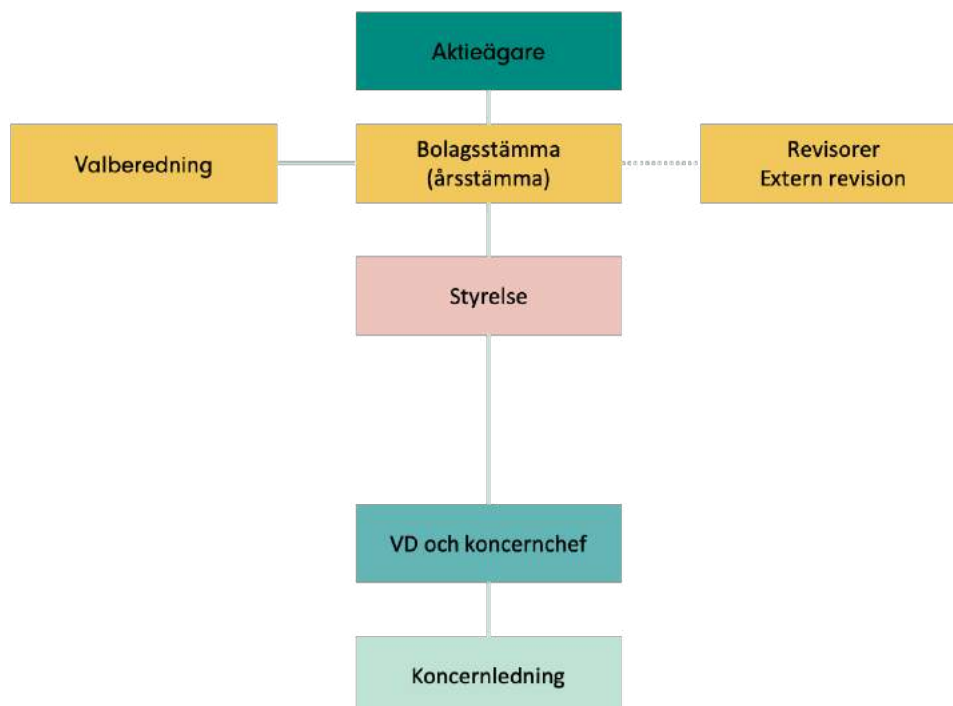 Aktieägare
Valberedning
Bolagsstämma
(årsstämma)
Revisorer
Extern revision
Styrelse
VD och koncernchef
Koncernledning